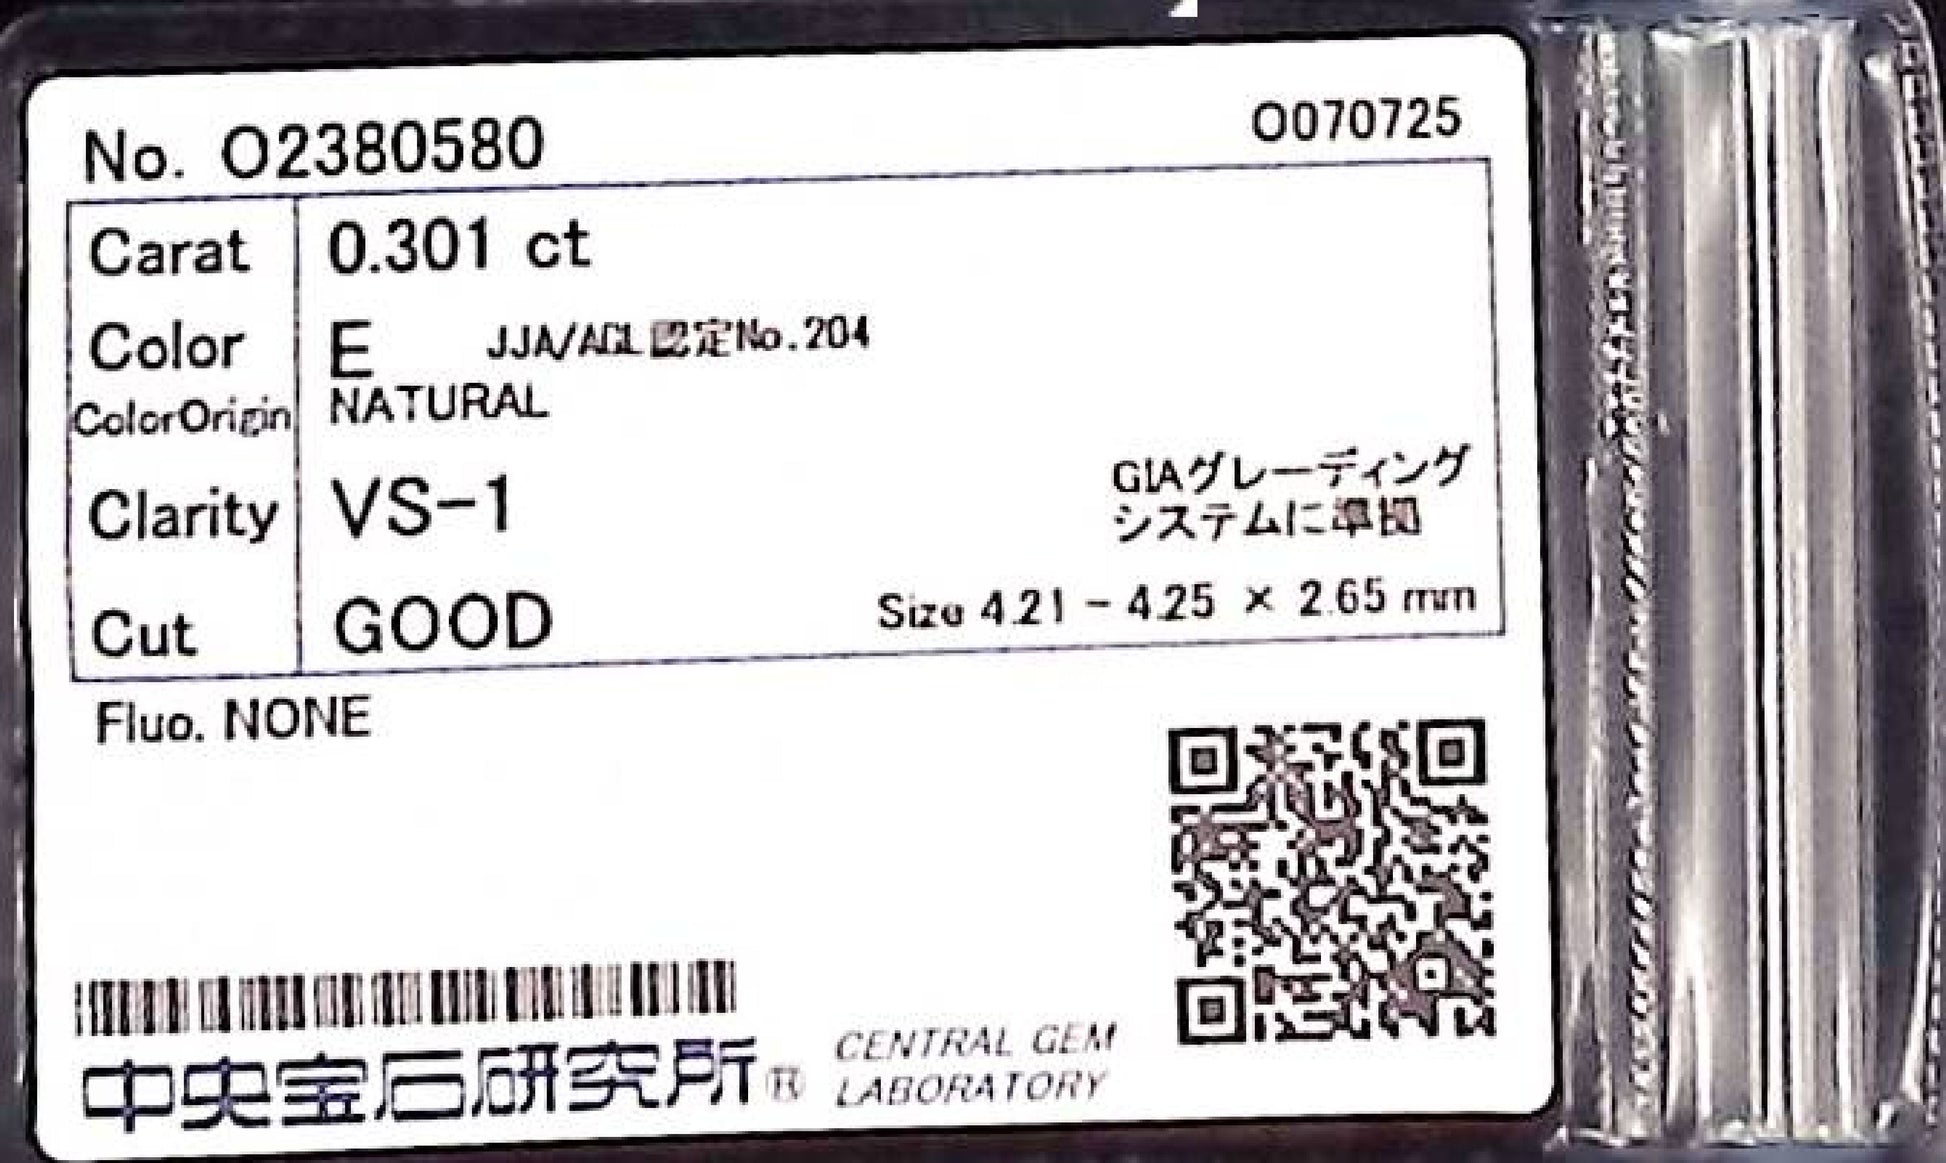 No. O2380580
O070725
Carat 0.301 ct
Color E JJA/AGL認定No.204
ColorOrigin NATURAL
Clarity VS-1
GIAグレーディング
システムに準拠
Cut GOOD
Size 4.21 - 4.25 × 2.65 mm
Fluo. NONE
中央宝石研究所®
CENTRAL GEM
LABORATORY